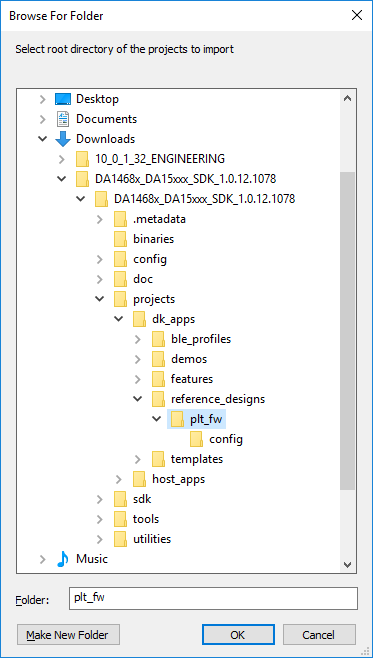 Browse For Folder
Select root directory of the projects to import
Desktop
Documents
Downloads
10_0_1_32_ENGINEERING
DA1468x_DA15xxx_SDK_1.0.12.1078
DA1468x_DA15xxx_SDK_1.0.12.1078
.metadata
binaries
config
doc
projects
dk_apps
ble_profiles
demos
features
reference_designs
plt_fw
config
templates
host_apps
sdk
tools
utilities
Music
Folder: plt_fw
Make New Folder OK Cancel